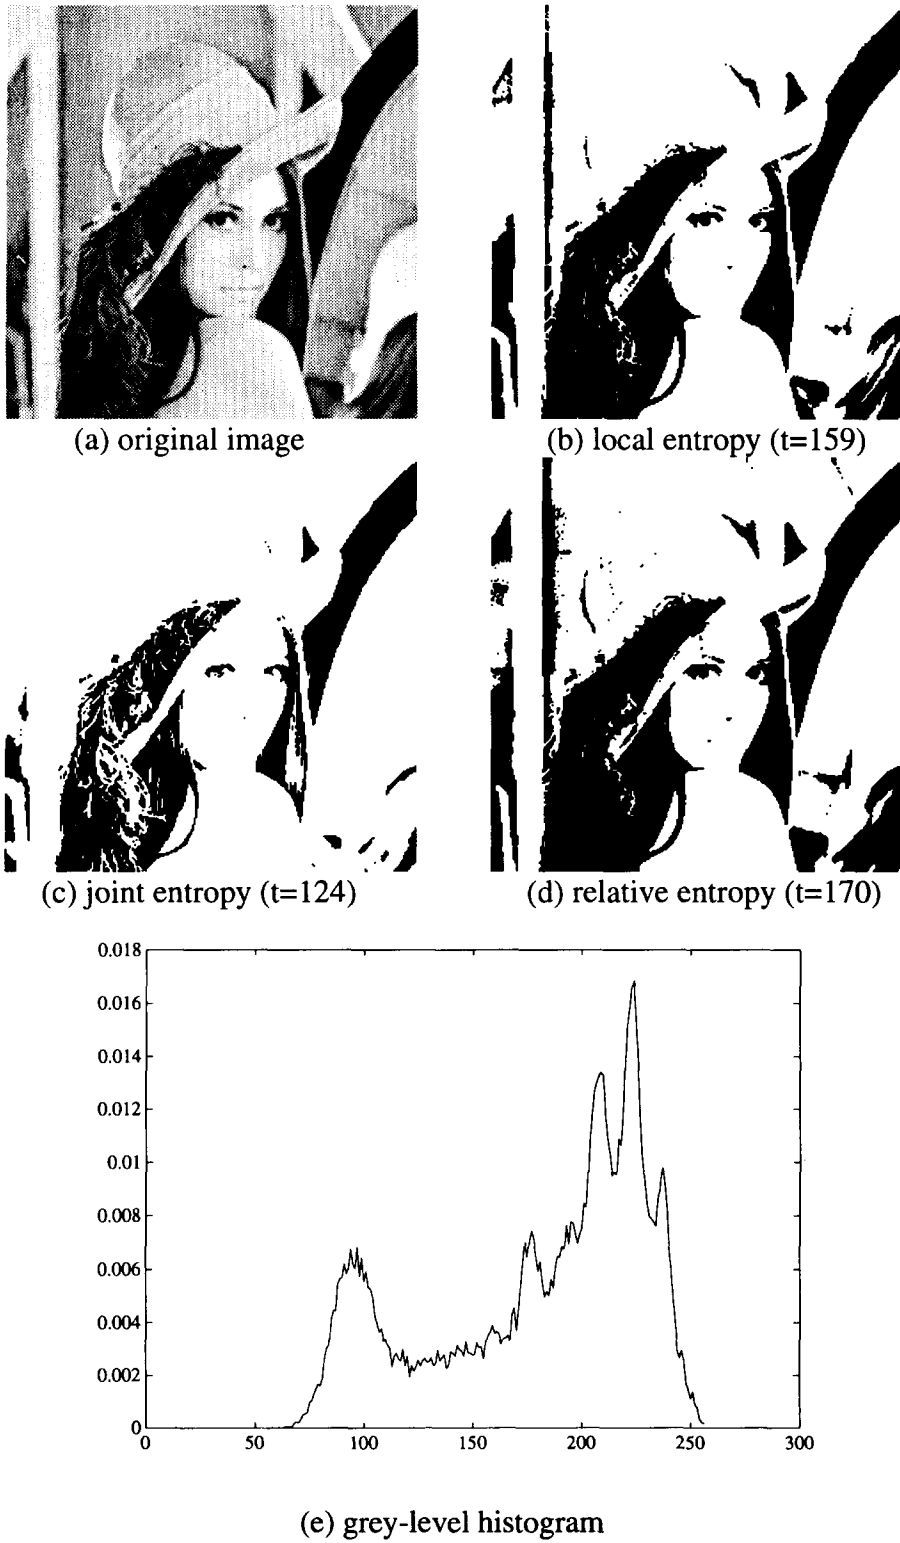 (a) original image
(b) local entropy (t=159)
(c) joint entropy (t=124)
(d) relative entropy (t=170)
0.018
0.016
0.014
0.012
0.01
0.008
0.006
0.004
0.002
0
0 50 100 150 200 250 300
(e) grey-level histogram